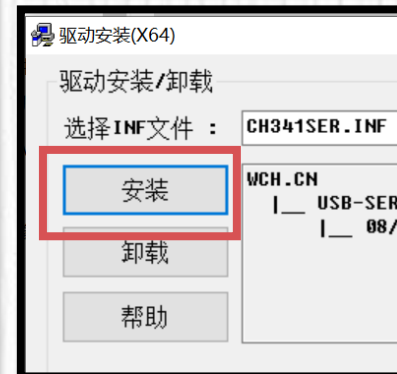 驱动安装(X64)
驱动安装/卸载
选择INF文件 : CH341SER.INF
安装
WCH.CN
|__ USB-SER
|__ 08/
卸载
帮助